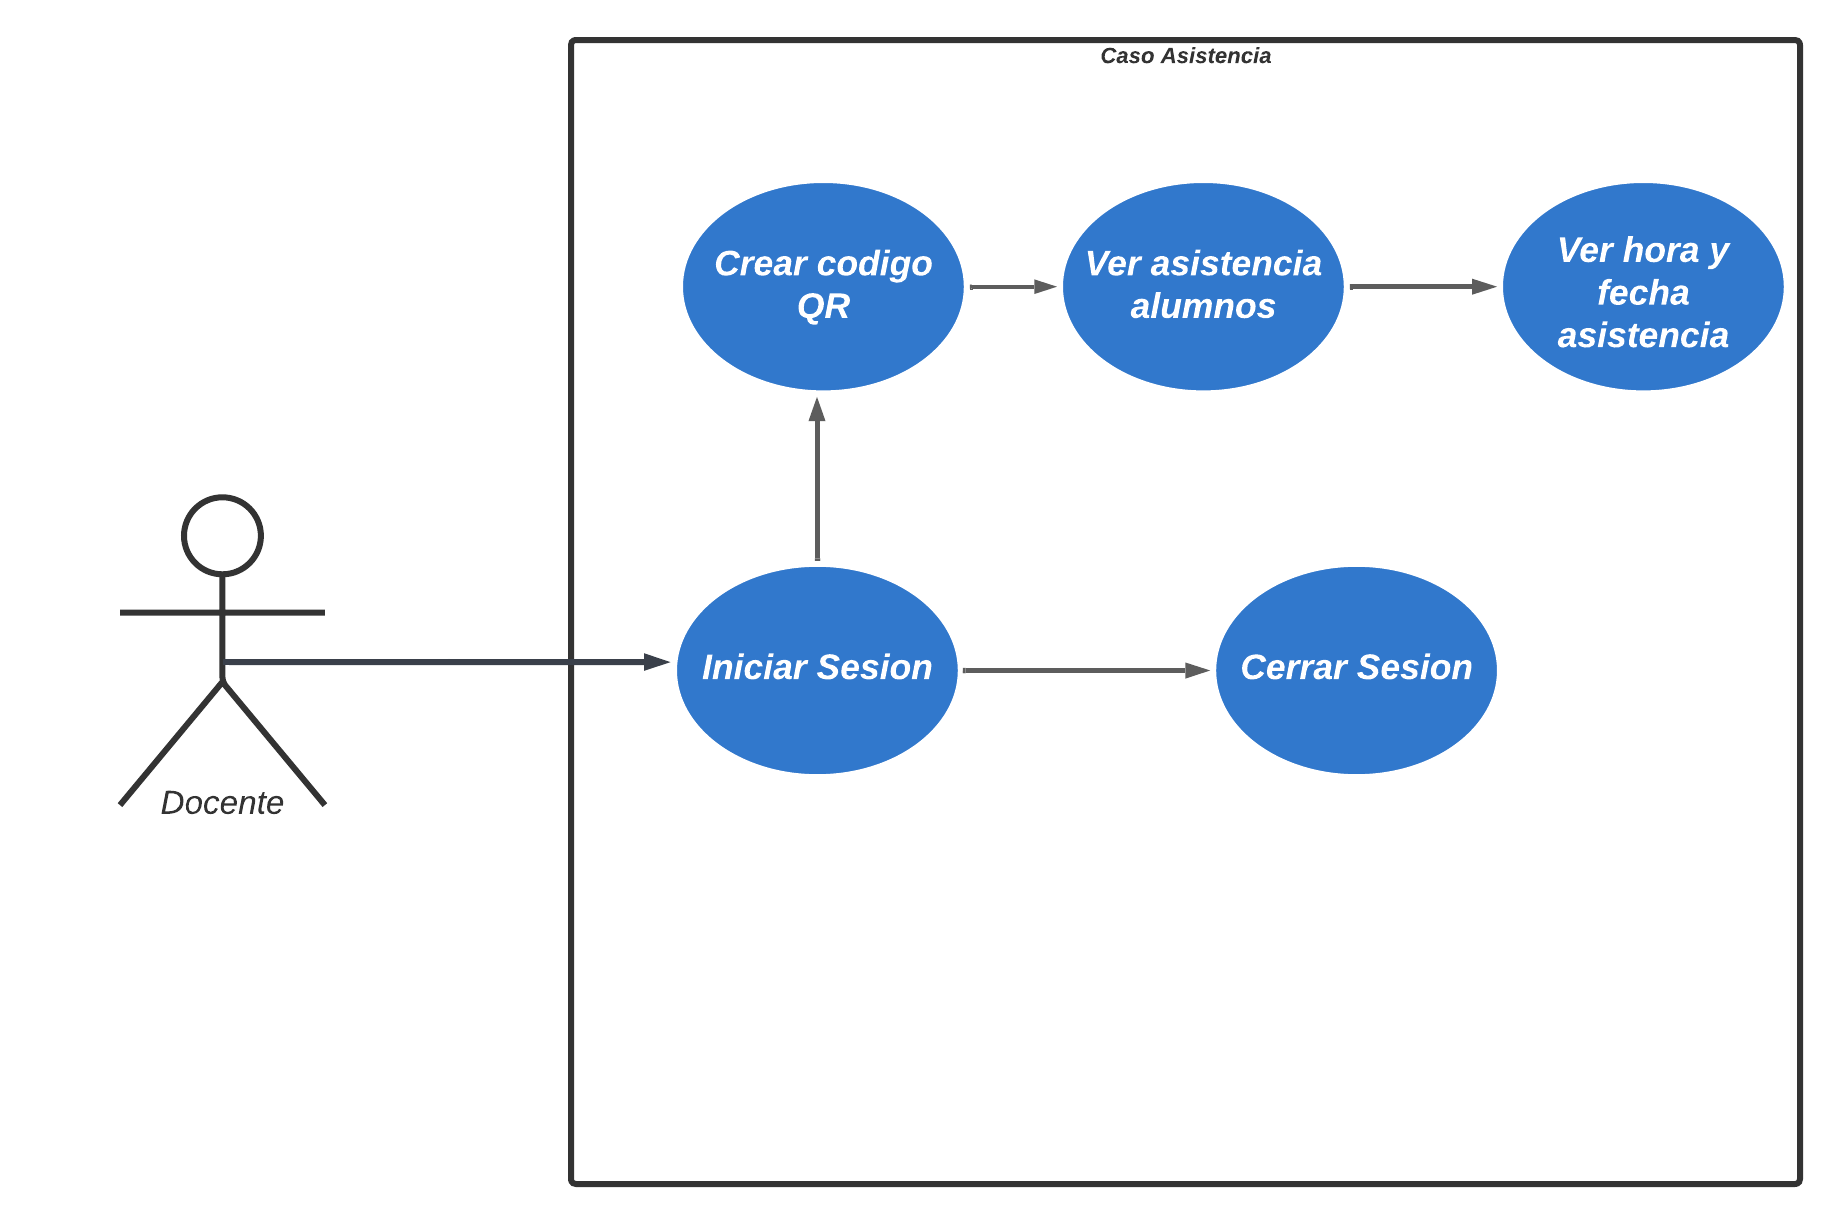 Caso Asistencia
Crear codigo
QR
Ver asistencia
alumnos
Ver hora y
fecha
asistencia
Iniciar Sesion
Cerrar Sesion
Docente